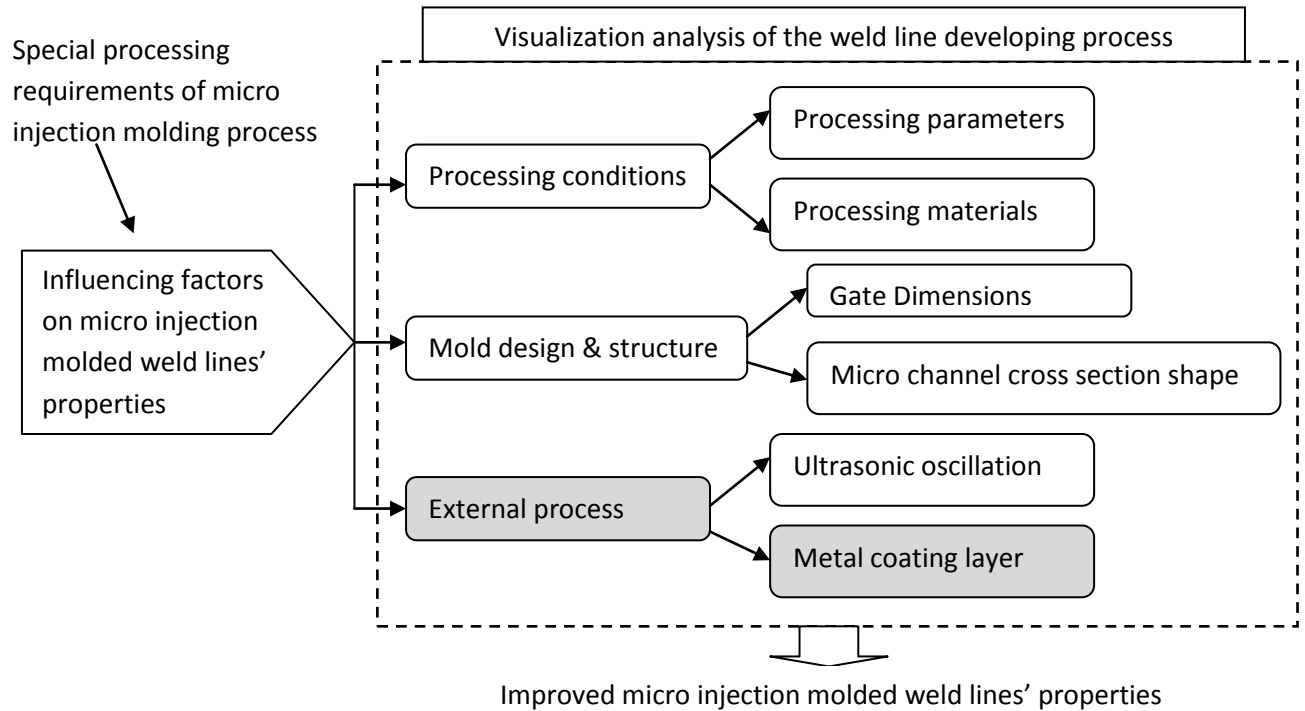 Visualization analysis of the weld line developing process
Special processing
requirements of micro
injection molding process
Influencing factors
on micro injection
molded weld lines’
properties
Processing conditions
Processing parameters
Processing materials
Mold design & structure
Gate Dimensions
Micro channel cross section shape
External process
Ultrasonic oscillation
Metal coating layer
Improved micro injection molded weld lines’ properties